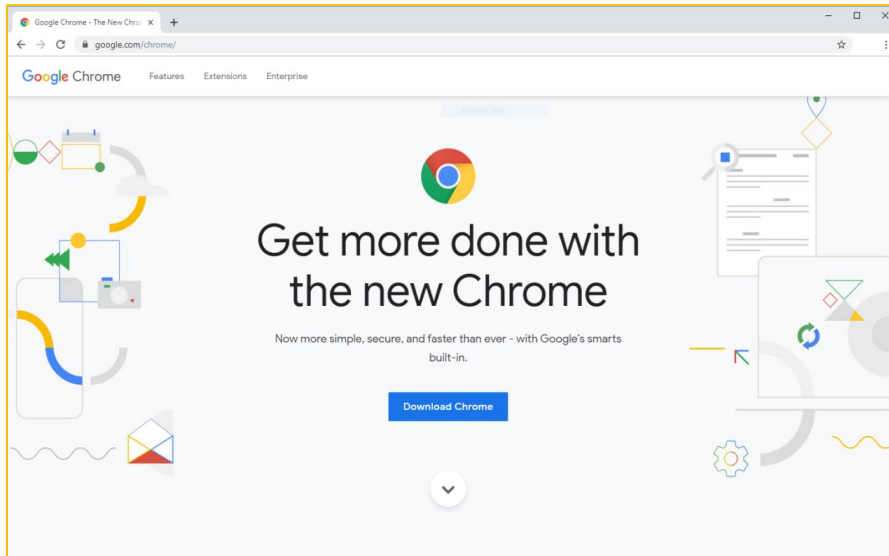 Google Chrome - The New Chro
google.com/chrome/
Google Chrome Features Extensions Enterprise
Get more done with
the new Chrome
Now more simple, secure, and faster than ever - with Google's smarts
built-in.
Download Chrome